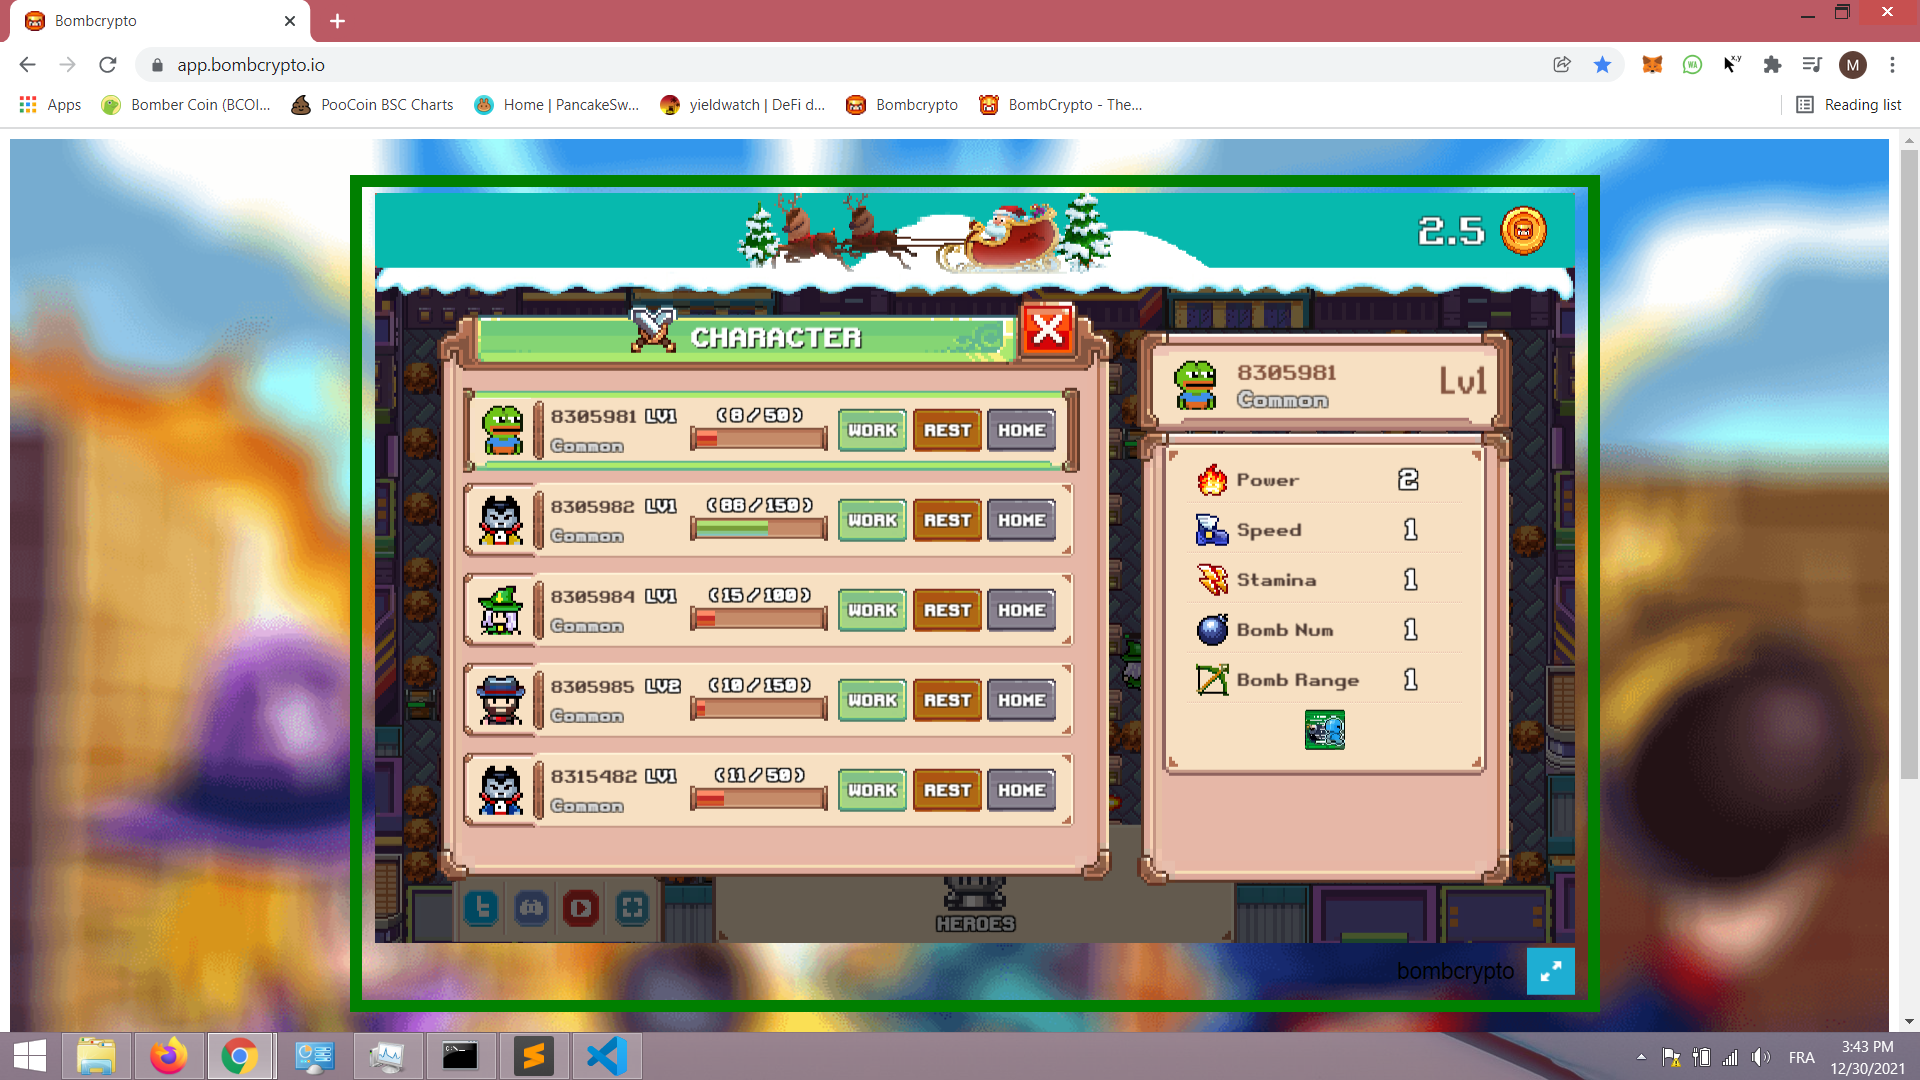 Bombcrypto
app.bombcrypto.io
M
Apps
Bomber Coin (BCOI...
PooCoin BSC Charts
Home | PancakeSw...
yieldwatch | DeFi d...
Bombcrypto
BombCrypto - The...
Reading list
2.5
CHARACTER
8305981 LV1 (8/50) WORK REST HOME
Common
8305982 LV1 (86/150) WORK REST HOME
Common
8305984 LV1 (15/100) WORK REST HOME
Common
8305985 LV2 (10/150) WORK REST HOME
Common
8315482 LV1 (11/50) WORK REST HOME
Common
8305981 Lv1
Common
Power 2
Speed 1
Stamina 1
Bomb Num 1
Bomb Range 1
HEROES
bombcrypto
FRA
3:43 PM
12/30/2021